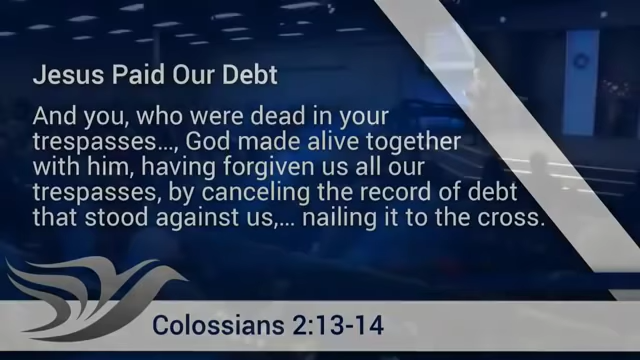 Jesus Paid Our Debt
And you, who were dead in your
trespasses..., God made alive together
with him, having forgiven us all our
trespasses, by canceling the record of debt
that stood against us,... nailing it to the cross.
Colossians 2:13-14